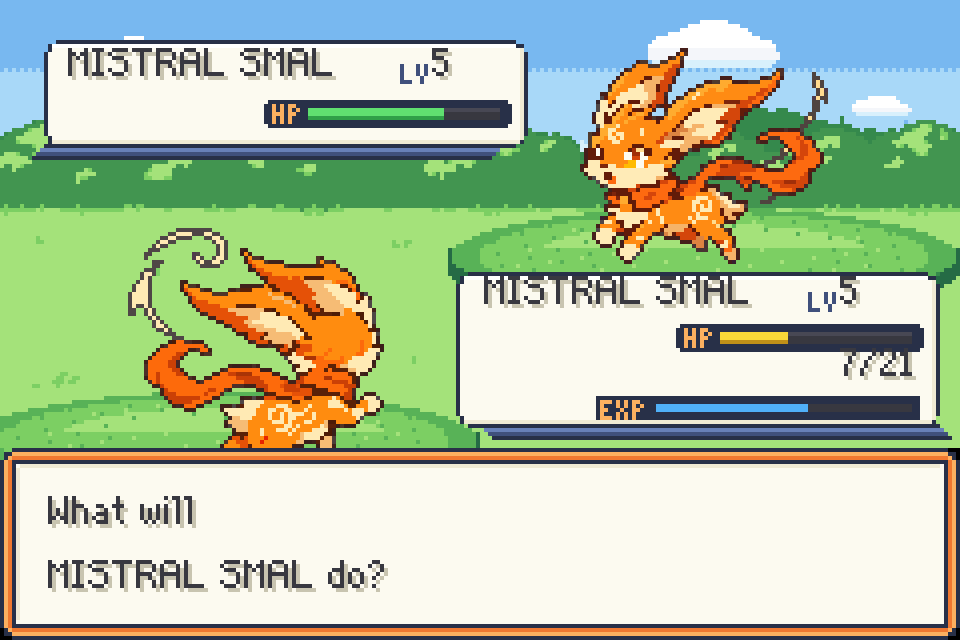 MISTRAL SMAL Lv5
HP
MISTRAL SMAL Lv5
HP
7/21
EXP
What will
MISTRAL SMAL do?